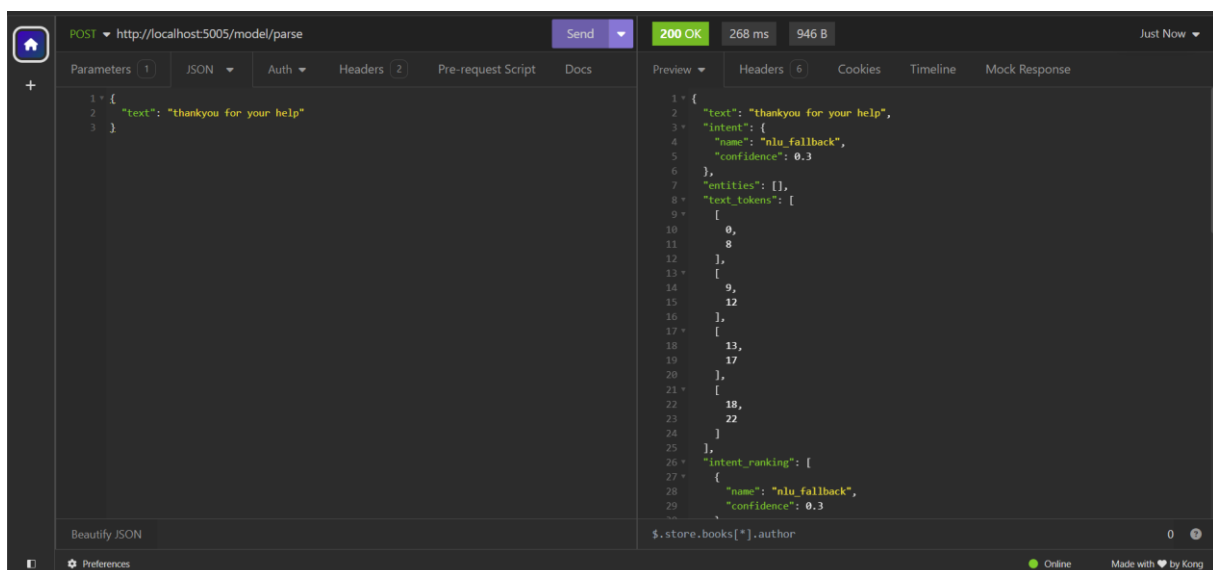 POST http://localhost:5005/model/parse
Send
200 OK
268 ms
946 B
Just Now
Parameters 1
JSON
Auth
Headers 2
Pre-request Script
Docs
Preview
Headers 6
Cookies
Timeline
Mock Response
1 {
2 "text": "thankyou for your help"
3 }
1 {
2 "text": "thankyou for your help",
3 "intent": {
4 "name": "nlu_fallback",
5 "confidence": 0.3
6 },
7 "entities": [],
8 "text_tokens": [
9 [
10 0,
11 8
12 ],
13 [
14 9,
15 12
16 ],
17 [
18 13,
19 17
20 ],
21 [
22 18,
23 22
24 ]
25 ],
26 "intent_ranking": [
27 {
28 "name": "nlu_fallback",
29 "confidence": 0.3
Beautify JSON
$.store.books[*].author
0
Preferences
Online
Made with ♥ by Kong